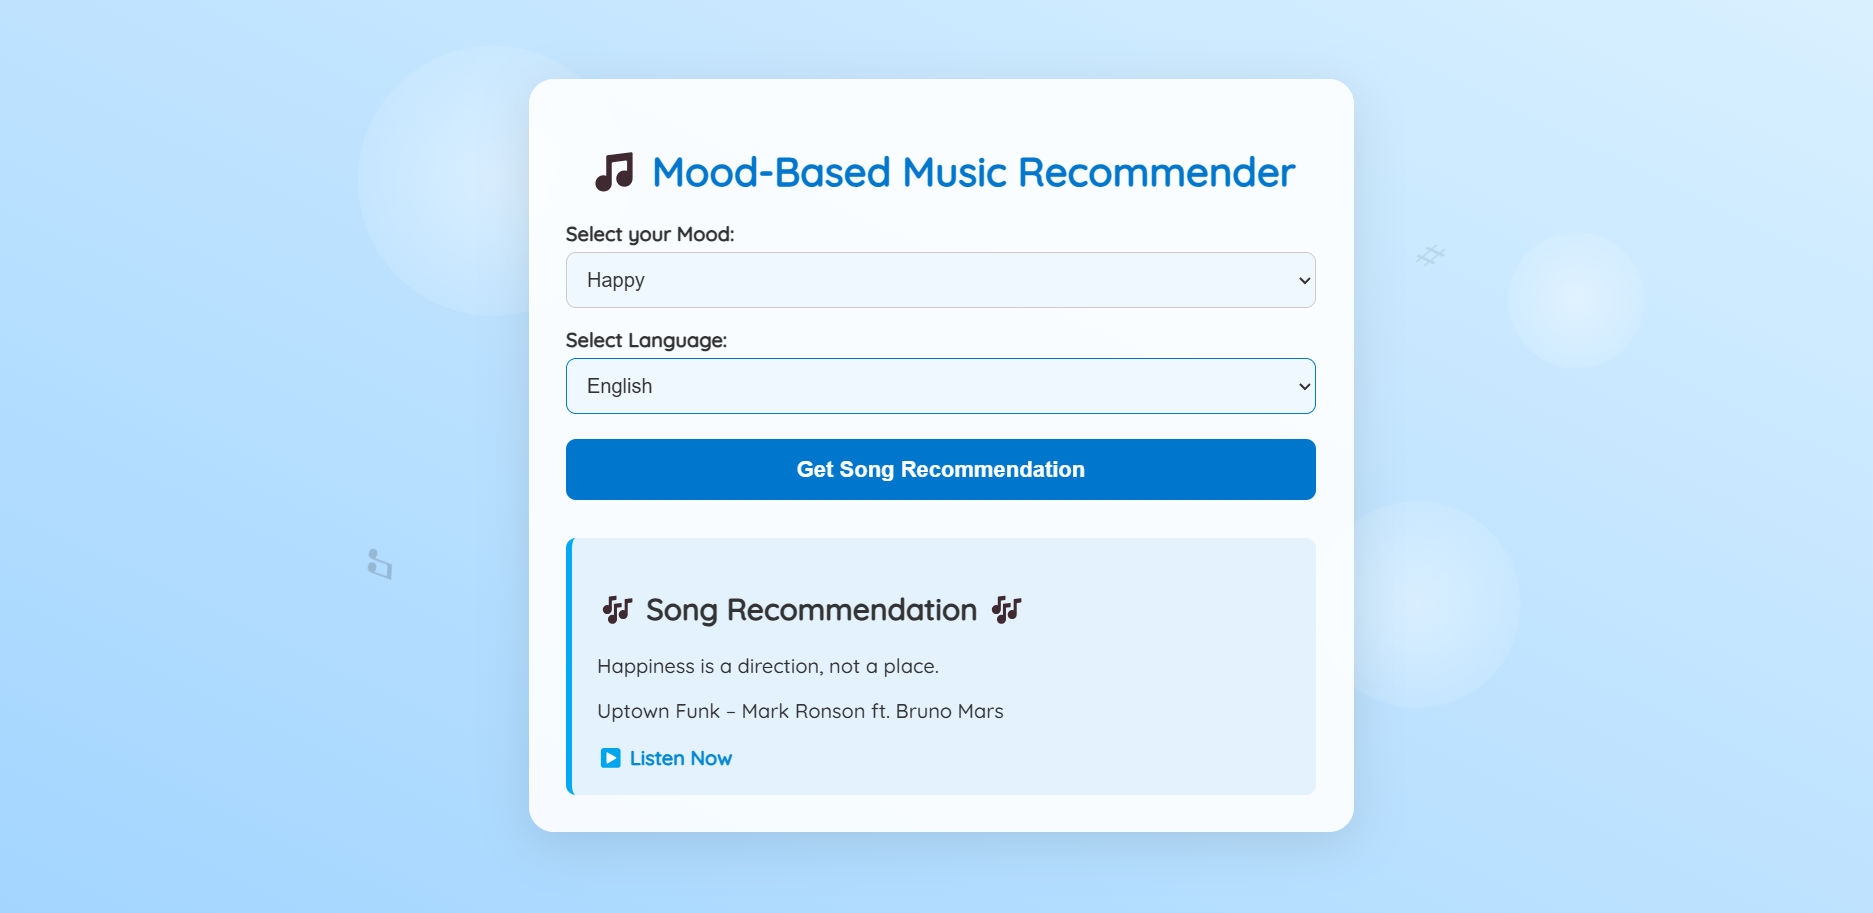 🎵 Mood-Based Music Recommender
Select your Mood:
Happy
Select Language:
English
Get Song Recommendation
🎶 Song Recommendation 🎶
Happiness is a direction, not a place.
Uptown Funk – Mark Ronson ft. Bruno Mars
▶️ Listen Now